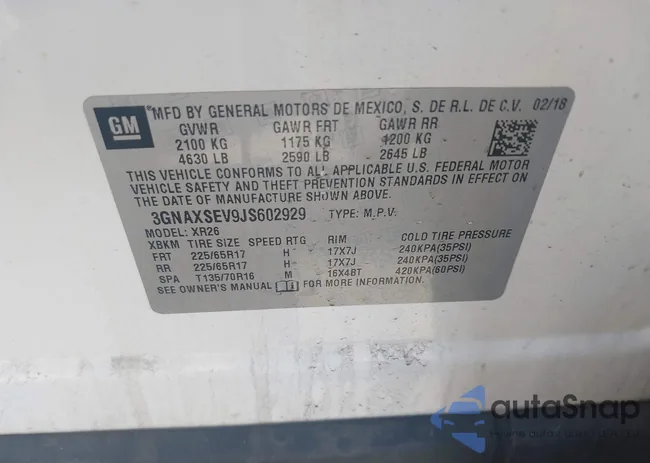 GM
*MFD BY GENERAL MOTORS DE MEXICO, S. DE R.L. DE C.V. 02/18
GVWR GAWR FRT GAWR RR
2100 KG 1175 KG 1200 KG
4630 LB 2590 LB 2645 LB
THIS VEHICLE CONFORMS TO ALL APPLICABLE U.S. FEDERAL MOTOR
VEHICLE SAFETY AND THEFT PREVENTION STANDARDS IN EFFECT ON
THE DATE OF MANUFACTURE SHOWN ABOVE.
3GNAXSEV9JS602929 TYPE: M.P.V.
MODEL: XR26
XBKM TIRE SIZE SPEED RTG RIM COLD TIRE PRESSURE
FRT 225/65R17 H 17X7J 240KPA(35PSI)
RR 225/65R17 H 17X7J 240KPA(35PSI)
SPA T135/70R16 M 16X4BT 420KPA(60PSI)
SEE OWNER'S MANUAL FOR MORE INFORMATION.
autoSnap